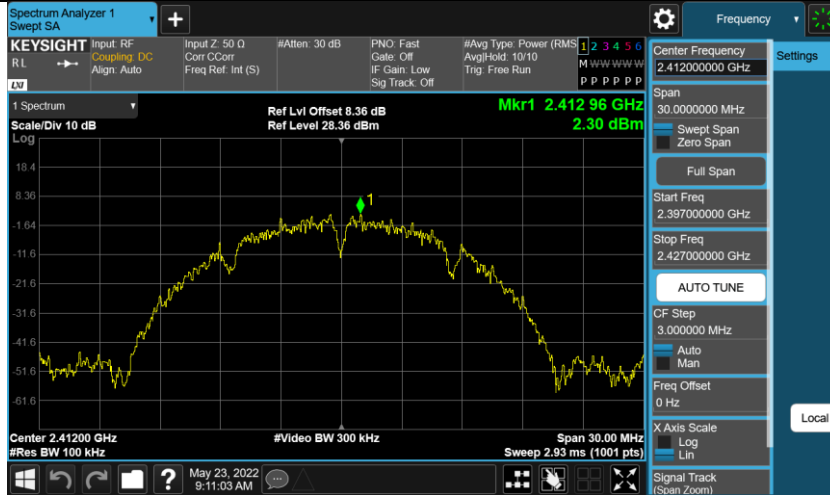 Spectrum Analyzer 1
Swept SA
+
Frequency
KEYSIGHT
RL
LXI
Input: RF
Coupling: DC
Align: Auto
Input Z: 50 Ω
Corr CCorr
Freq Ref: Int (S)
#Atten: 30 dB
PNO: Fast
Gate: Off
IF Gain: Low
Sig Track: Off
#Avg Type: Power (RMS
Avg|Hold: 10/10
Trig: Free Run
1 2 3 4 5 6
M W W W W W
P P P P P P
1 Spectrum
Scale/Div 10 dB
Log
Ref Lvl Offset 8.36 dB
Ref Level 28.36 dBm
Mkr1 2.412 96 GHz
2.30 dBm
18.4
8.36
-1.64
-11.6
-21.6
-31.6
-41.6
-51.6
-61.6
1
Center 2.41200 GHz
#Res BW 100 kHz
#Video BW 300 kHz
Span 30.00 MHz
Sweep 2.93 ms (1001 pts)
?
May 23, 2022
9:11:03 AM
Center Frequency
2.412000000 GHz
Span
30.0000000 MHz
Swept Span
Zero Span
Full Span
Start Freq
2.397000000 GHz
Stop Freq
2.427000000 GHz
AUTO TUNE
CF Step
3.000000 MHz
Auto
Man
Freq Offset
0 Hz
X Axis Scale
Log
Lin
Signal Track
(Span Zoom)
Settings
Local